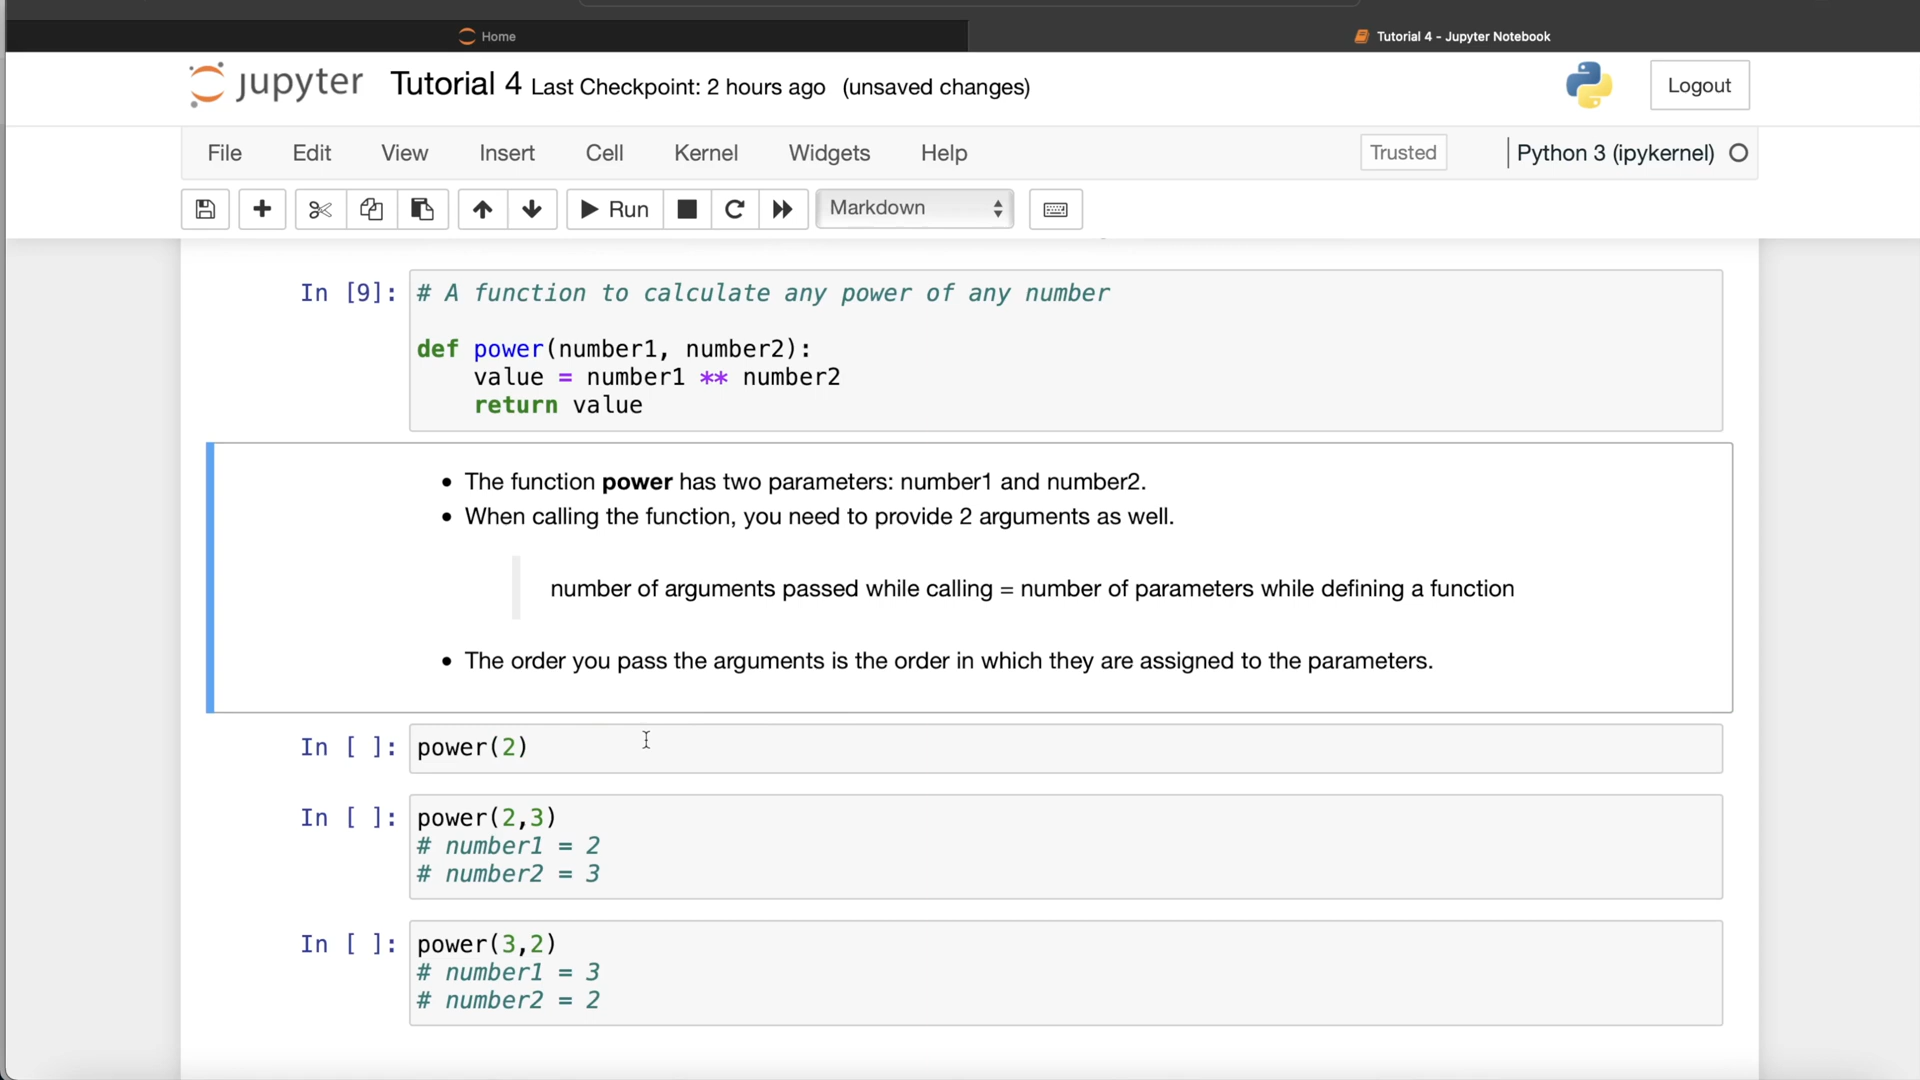 Home
Tutorial 4 - Jupyter Notebook
jupyter Tutorial 4 Last Checkpoint: 2 hours ago (unsaved changes)
Logout
File Edit View Insert Cell Kernel Widgets Help
Trusted
Python 3 (ipykernel)
Run
Markdown
In [9]: # A function to calculate any power of any number
def power(number1, number2):
value = number1 ** number2
return value
• The function power has two parameters: number1 and number2.
• When calling the function, you need to provide 2 arguments as well.
number of arguments passed while calling = number of parameters while defining a function
• The order you pass the arguments is the order in which they are assigned to the parameters.
In [ ]: power(2)
In [ ]: power(2,3)
# number1 = 2
# number2 = 3
In [ ]: power(3,2)
# number1 = 3
# number2 = 2